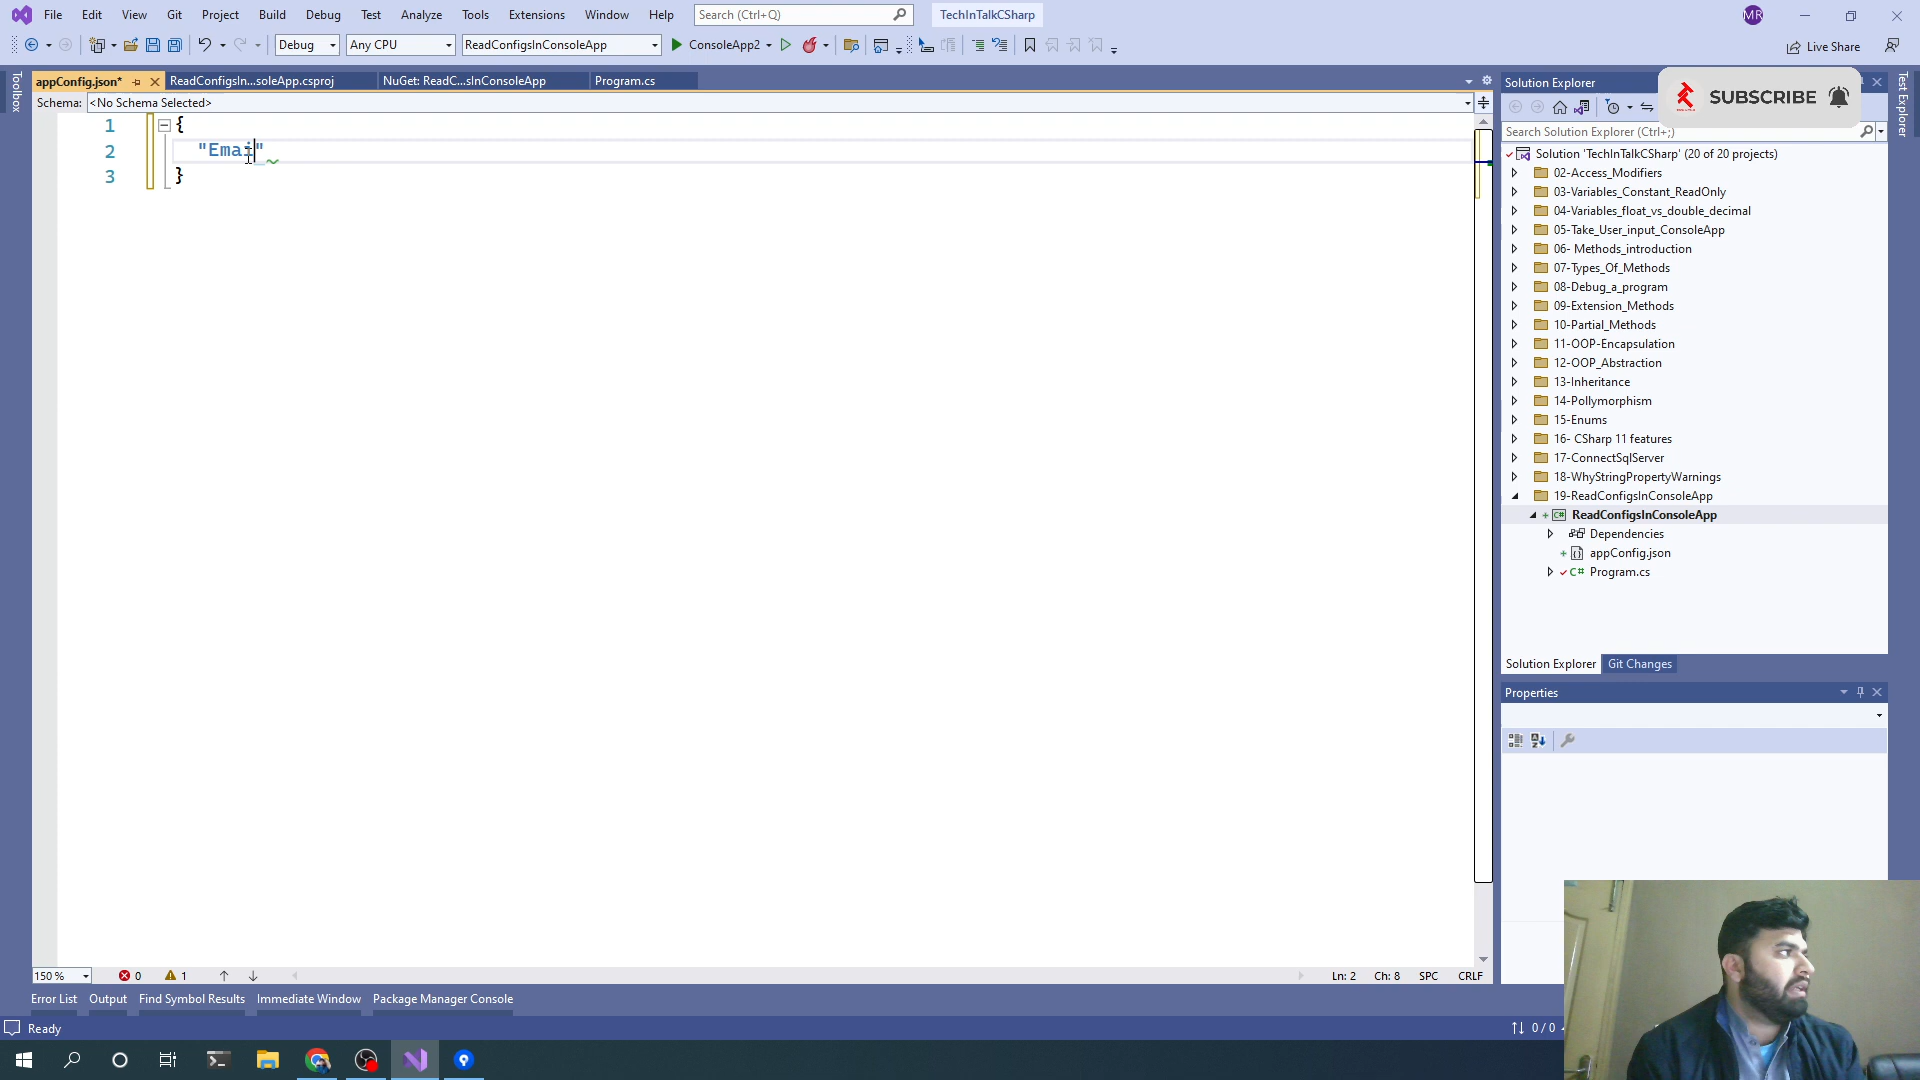 File Edit View Git Project Build Debug Test Analyze Tools Extensions Window Help Search (Ctrl+Q) TechInTalkCSharp MR
Debug Any CPU ReadConfigsInConsoleApp ConsoleApp2 Live Share
Toolbox
appConfig.json* ReadConfigsIn...soleApp.csproj NuGet: ReadC...sInConsoleApp Program.cs
Schema: <No Schema Selected>
1 {
2 "Emai"
3 }
Solution Explorer
SUBSCRIBE
Test Explorer
Search Solution Explorer (Ctrl+;)
Solution 'TechInTalkCSharp' (20 of 20 projects)
02-Access_Modifiers
03-Variables_Constant_ReadOnly
04-Variables_float_vs_double_decimal
05-Take_User_input_ConsoleApp
06- Methods_introduction
07-Types_Of_Methods
08-Debug_a_program
09-Extension_Methods
10-Partial_Methods
11-OOP-Encapsulation
12-OOP_Abstraction
13-Inheritance
14-Pollymorphism
15-Enums
16- CSharp 11 features
17-ConnectSqlServer
18-WhyStringPropertyWarnings
19-ReadConfigsInConsoleApp
C# ReadConfigsInConsoleApp
Dependencies
appConfig.json
C# Program.cs
Solution Explorer Git Changes
Properties
150 % 0 1 Ln: 2 Ch: 8 SPC CRLF
Error List Output Find Symbol Results Immediate Window Package Manager Console
Ready 0 / 0